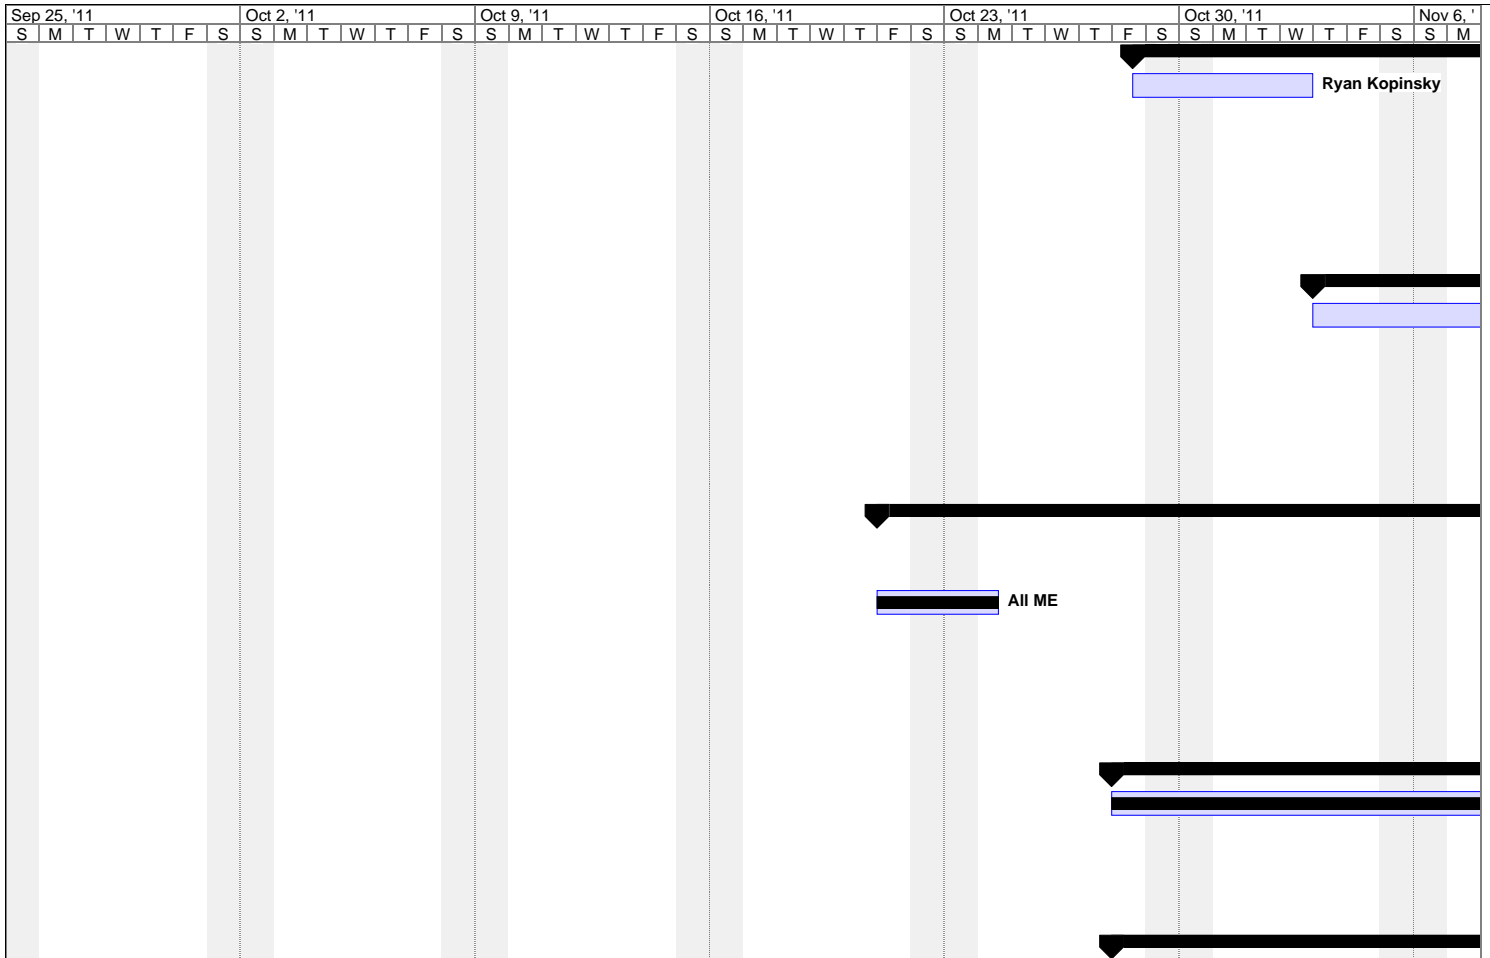 Sep 25, '11 Oct 2, '11 Oct 9, '11 Oct 16, '11 Oct 23, '11 Oct 30, '11 Nov 6, '
S M T W T F S S M T W T F S S M T W T F S S M T W T F S S M T W T F S S M T W T F S S M
Ryan Kopinsky
All ME